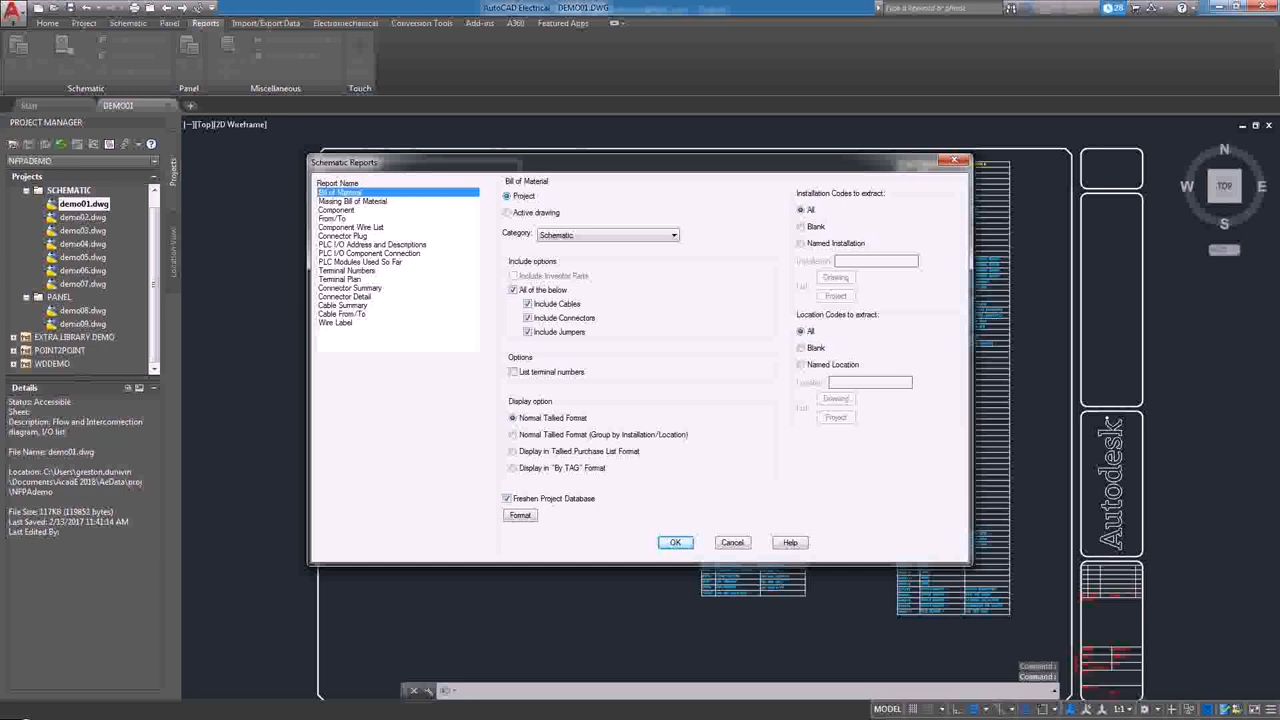 AutoCAD Electrical DEMO01.DWG
Type a keyword or phrase
28
Home Project Schematic Panel Reports Import/Export Data Electromechanical Conversion Tools Add-ins A360 Featured Apps
Schematic Panel Miscellaneous Touch
Start DEMO01
PROJECT MANAGER
[–][Top][2D Wireframe]
NFPADEMO
Projects
SCHEMATIC
demo01.dwg
demo02.dwg
demo03.dwg
demo04.dwg
demo05.dwg
demo06.dwg
demo07.dwg
PANEL
demo08.dwg
demo09.dwg
EXTRA LIBRARY DEMO
POINT2POINT
WDDEMO
Projects
Location View
Details
Status: Accessible
Sheet:
Description: Flow and Interconnection
diagram, I/O list
File Name: demo01.dwg
Location: C:\Users\greston.dunwin
\Documents\AcadE 2018\AeData\proj
\NFPAdemo
File Size: 117KB (119852 bytes)
Last Saved: 2/13/2017 11:41:14 AM
Last Edited By:
Schematic Reports
Report Name
Bill of Material
Missing Bill of Material
Component
From/To
Component Wire List
Connector Plug
PLC I/O Address and Descriptions
PLC I/O Component Connection
PLC Modules Used So Far
Terminal Numbers
Terminal Plan
Connector Summary
Connector Detail
Cable Summary
Cable From/To
Wire Label
Bill of Material
Project
Active drawing
Category: Schematic
Include options
Include Inventor Parts
All of the below
Include Cables
Include Connectors
Include Jumpers
Options
List terminal numbers
Display option
Normal Tallied Format
Normal Tallied Format (Group by Installation/Location)
Display in Tallied Purchase List Format
Display in "By TAG" Format
Freshen Project Database
Format
Installation Codes to extract:
All
Blank
Named Installation
Installation:
List: Drawing
Project
Location Codes to extract:
All
Blank
Named Location
Location:
List: Drawing
Project
OK Cancel Help
N
FRONT
Autodesk
Command:
Command:
MODEL 1:1